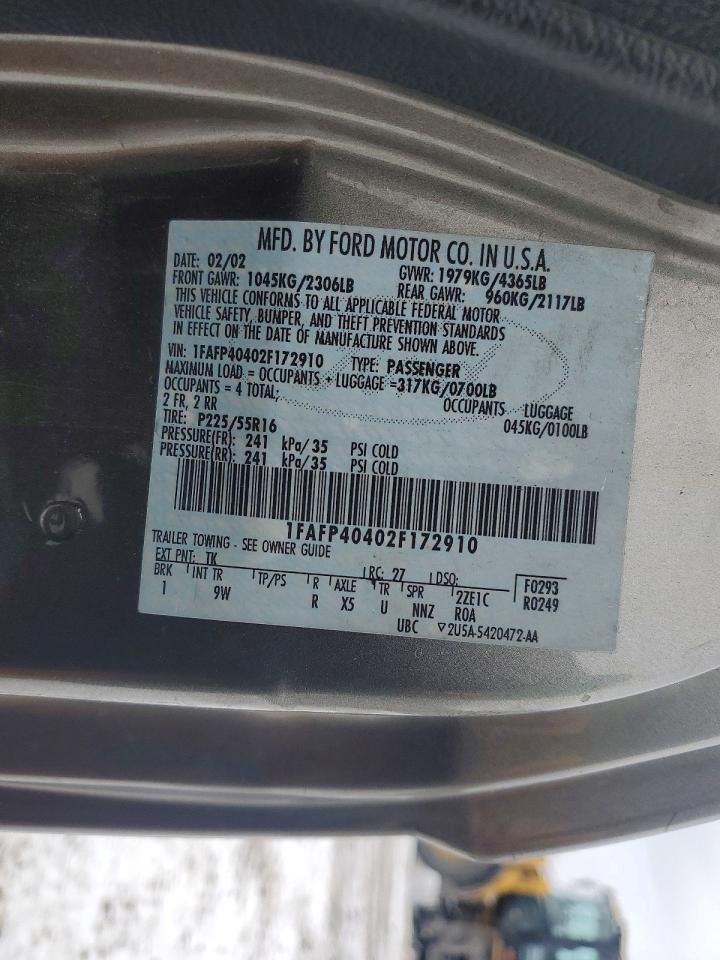 MFD. BY FORD MOTOR CO. IN U.S.A.
DATE: 02/02 GVWR: 1979KG/4365LB
FRONT GAWR: 1045KG/2306LB REAR GAWR: 960KG/2117LB
THIS VEHICLE CONFORMS TO ALL APPLICABLE FEDERAL MOTOR
VEHICLE SAFETY, BUMPER, AND THEFT PREVENTION STANDARDS
IN EFFECT ON THE DATE OF MANUFACTURE SHOWN ABOVE.
VIN: 1FAFP40402F172910 TYPE: PASSENGER
MAXIMUM LOAD = OCCUPANTS + LUGGAGE =317KG/0700LB
OCCUPANTS = 4 TOTAL; OCCUPANTS LUGGAGE
2 FR, 2 RR 045KG/0100LB
TIRE: P225/55R16
PRESSURE(FR): 241 kPa/35 PSI COLD
PRESSURE(RR): 241 kPa/35 PSI COLD
1FAFP40402F172910
TRAILER TOWING - SEE OWNER GUIDE
EXT PNT: TK RC: 27 DSO: F0293
BRK INT TR TP/PS R AXLE TR SPR 2ZE1C R0249
1 9W R X5 U NNZ ROA
UBC ▽2U5A-5420472-AA